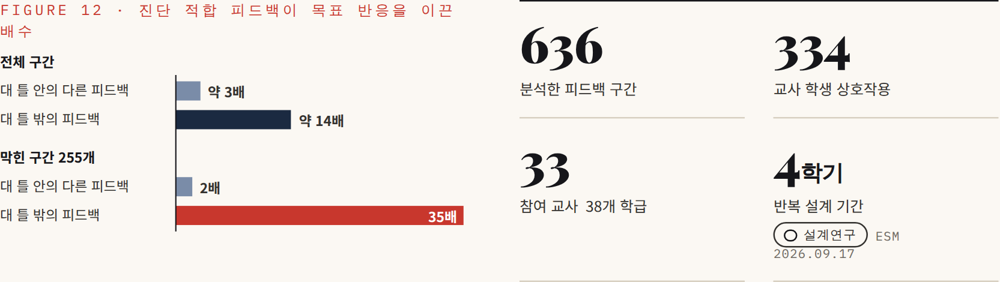 FIGURE 12 · 진단 적합 피드백이 목표 반응을 이끈
배수
전체 구간
대 틀 안의 다른 피드백
약 3배
대 틀 밖의 피드백
약 14배
막힌 구간 255개
대 틀 안의 다른 피드백
2배
대 틀 밖의 피드백
35배
636
분석한 피드백 구간
334
교사 학생 상호작용
33
참여 교사 38개 학급
4학기
반복 설계 기간
설계연구 ESM
2026.09.17